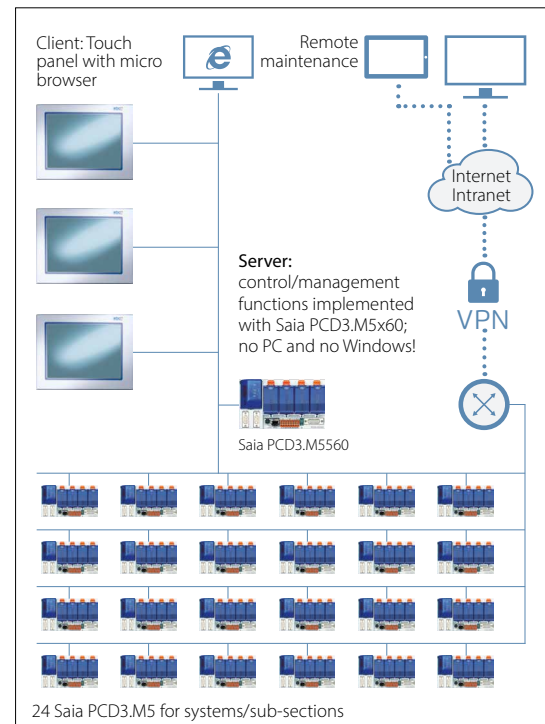 Client: Touch
panel with micro
browser
Remote
maintenance
Internet
Intranet
Server:
control/management
functions implemented
with Saia PCD3.M5x60;
no PC and no Windows!
VPN
Saia PCD3.M5560
24 Saia PCD3.M5 for systems/sub-sections